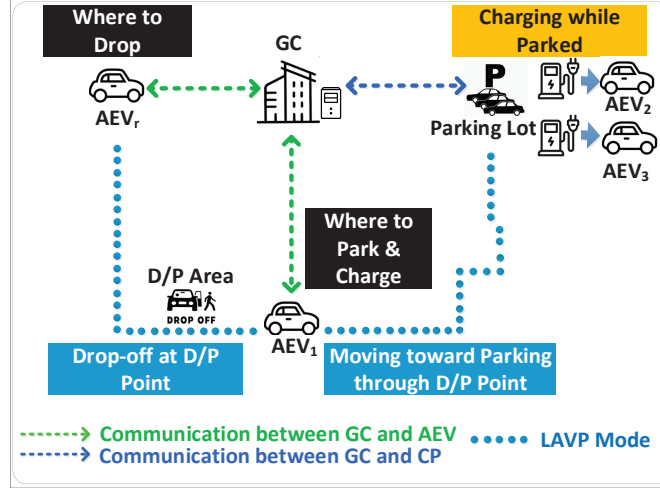 Where to
Drop
GC
Charging while
Parked
P
AEVr
Parking Lot
AEV2
AEV3
Where to
Park &
Charge
D/P Area
DROP OFF
AEV1
Drop-off at D/P
Point
Moving toward Parking
through D/P Point
Communication between GC and AEV
Communication between GC and CP
LAVP Mode